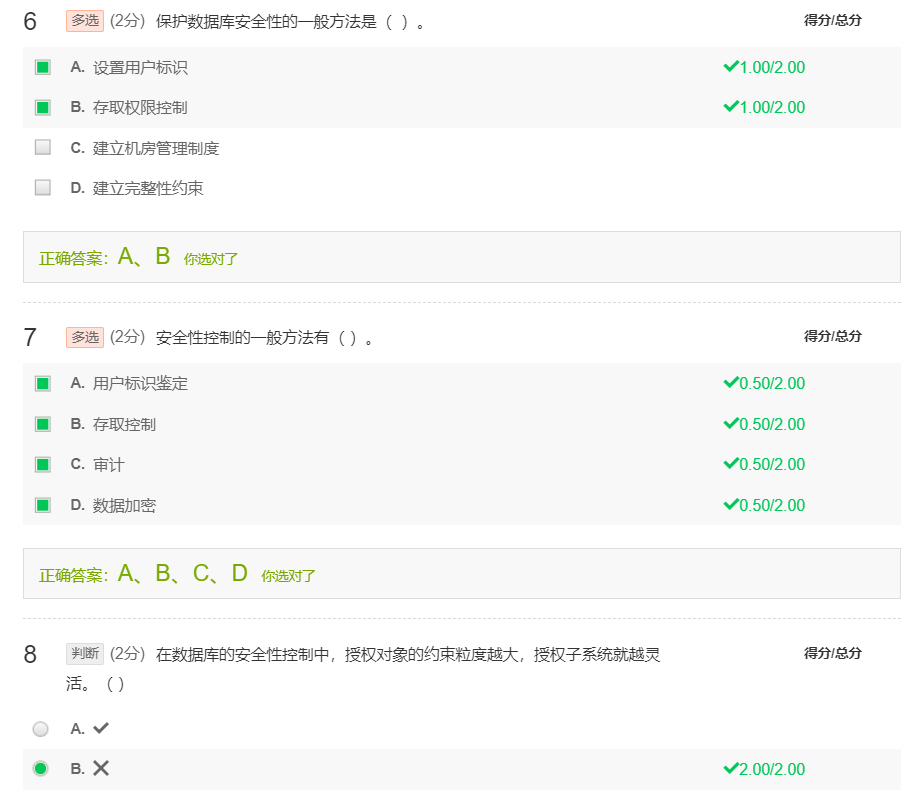 6 多选 (2分) 保护数据库安全性的一般方法是（ ）。 得分/总分
A. 设置用户标识 1.00/2.00
B. 存取权限控制 1.00/2.00
C. 建立机房管理制度
D. 建立完整性约束
正确答案：A、B 你选对了
7 多选 (2分) 安全性控制的一般方法有（ ）。 得分/总分
A. 用户标识鉴定 0.50/2.00
B. 存取控制 0.50/2.00
C. 审计 0.50/2.00
D. 数据加密 0.50/2.00
正确答案：A、B、C、D 你选对了
8 判断 (2分) 在数据库的安全性控制中，授权对象的约束粒度越大，授权子系统就越灵 得分/总分
活。（ ）
A.
B. 2.00/2.00